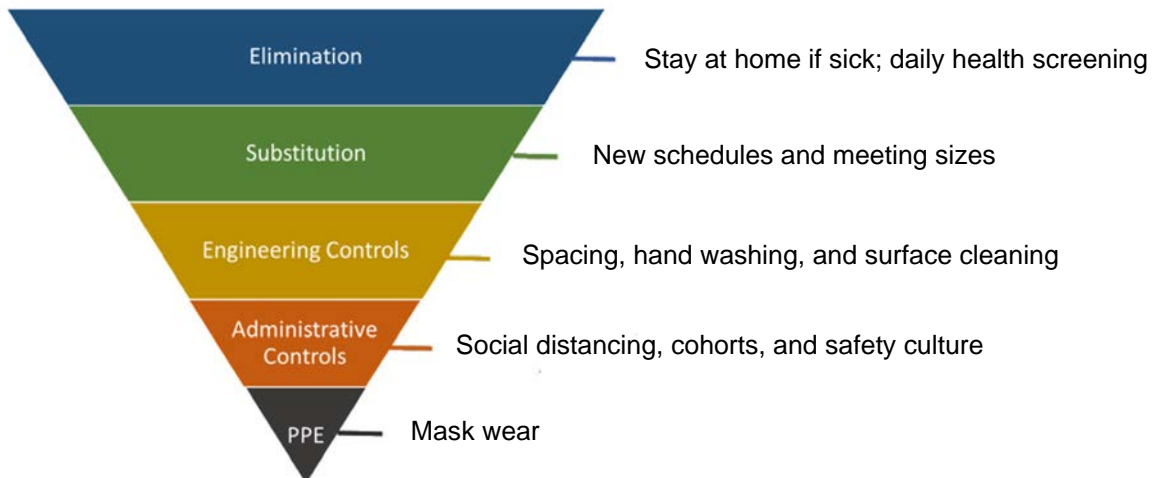 Elimination
Stay at home if sick; daily health screening
Substitution
New schedules and meeting sizes
Engineering Controls
Spacing, hand washing, and surface cleaning
Administrative
Controls
Social distancing, cohorts, and safety culture
PPE
Mask wear